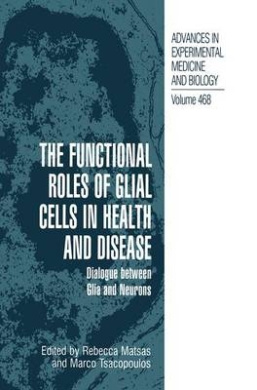 ADVANCES IN
EXPERIMENTAL
MEDICINE
AND BIOLOGY
Volume 468
THE FUNCTIONAL
ROLES OF GLIAL
CELLS IN HEALTH
AND DISEASE
Dialogue between
Glia and Neurons
Edited by Rebecca Matsas
and Marco Tsacopoulos